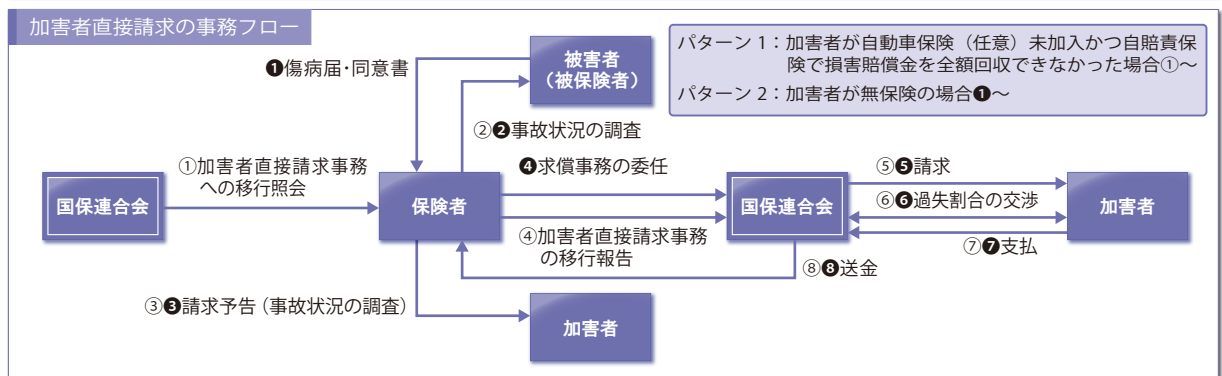 加害者直接請求の事務フロー
パターン 1：加害者が自動車保険（任意）未加入かつ自賠責保
険で損害賠償金を全額回収できなかった場合①～
パターン 2：加害者が無保険の場合❶～
❶傷病届・同意書
被害者
（被保険者）
②❷事故状況の調査
①加害者直接請求事務
への移行照会
❹求償事務の委任
⑤❺請求
国保連合会
保険者
国保連合会
⑥❻過失割合の交渉
加害者
④加害者直接請求事務
の移行報告
⑦❼支払
⑧❽送金
③❸請求予告（事故状況の調査）
加害者